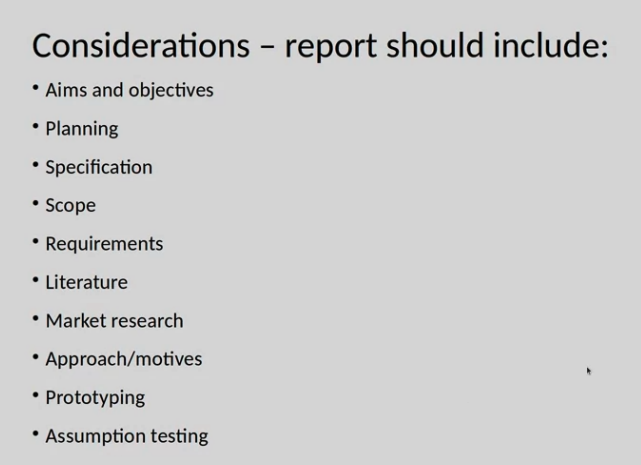 Considerations – report should include:
• Aims and objectives
• Planning
• Specification
• Scope
• Requirements
• Literature
• Market research
• Approach/motives
• Prototyping
• Assumption testing